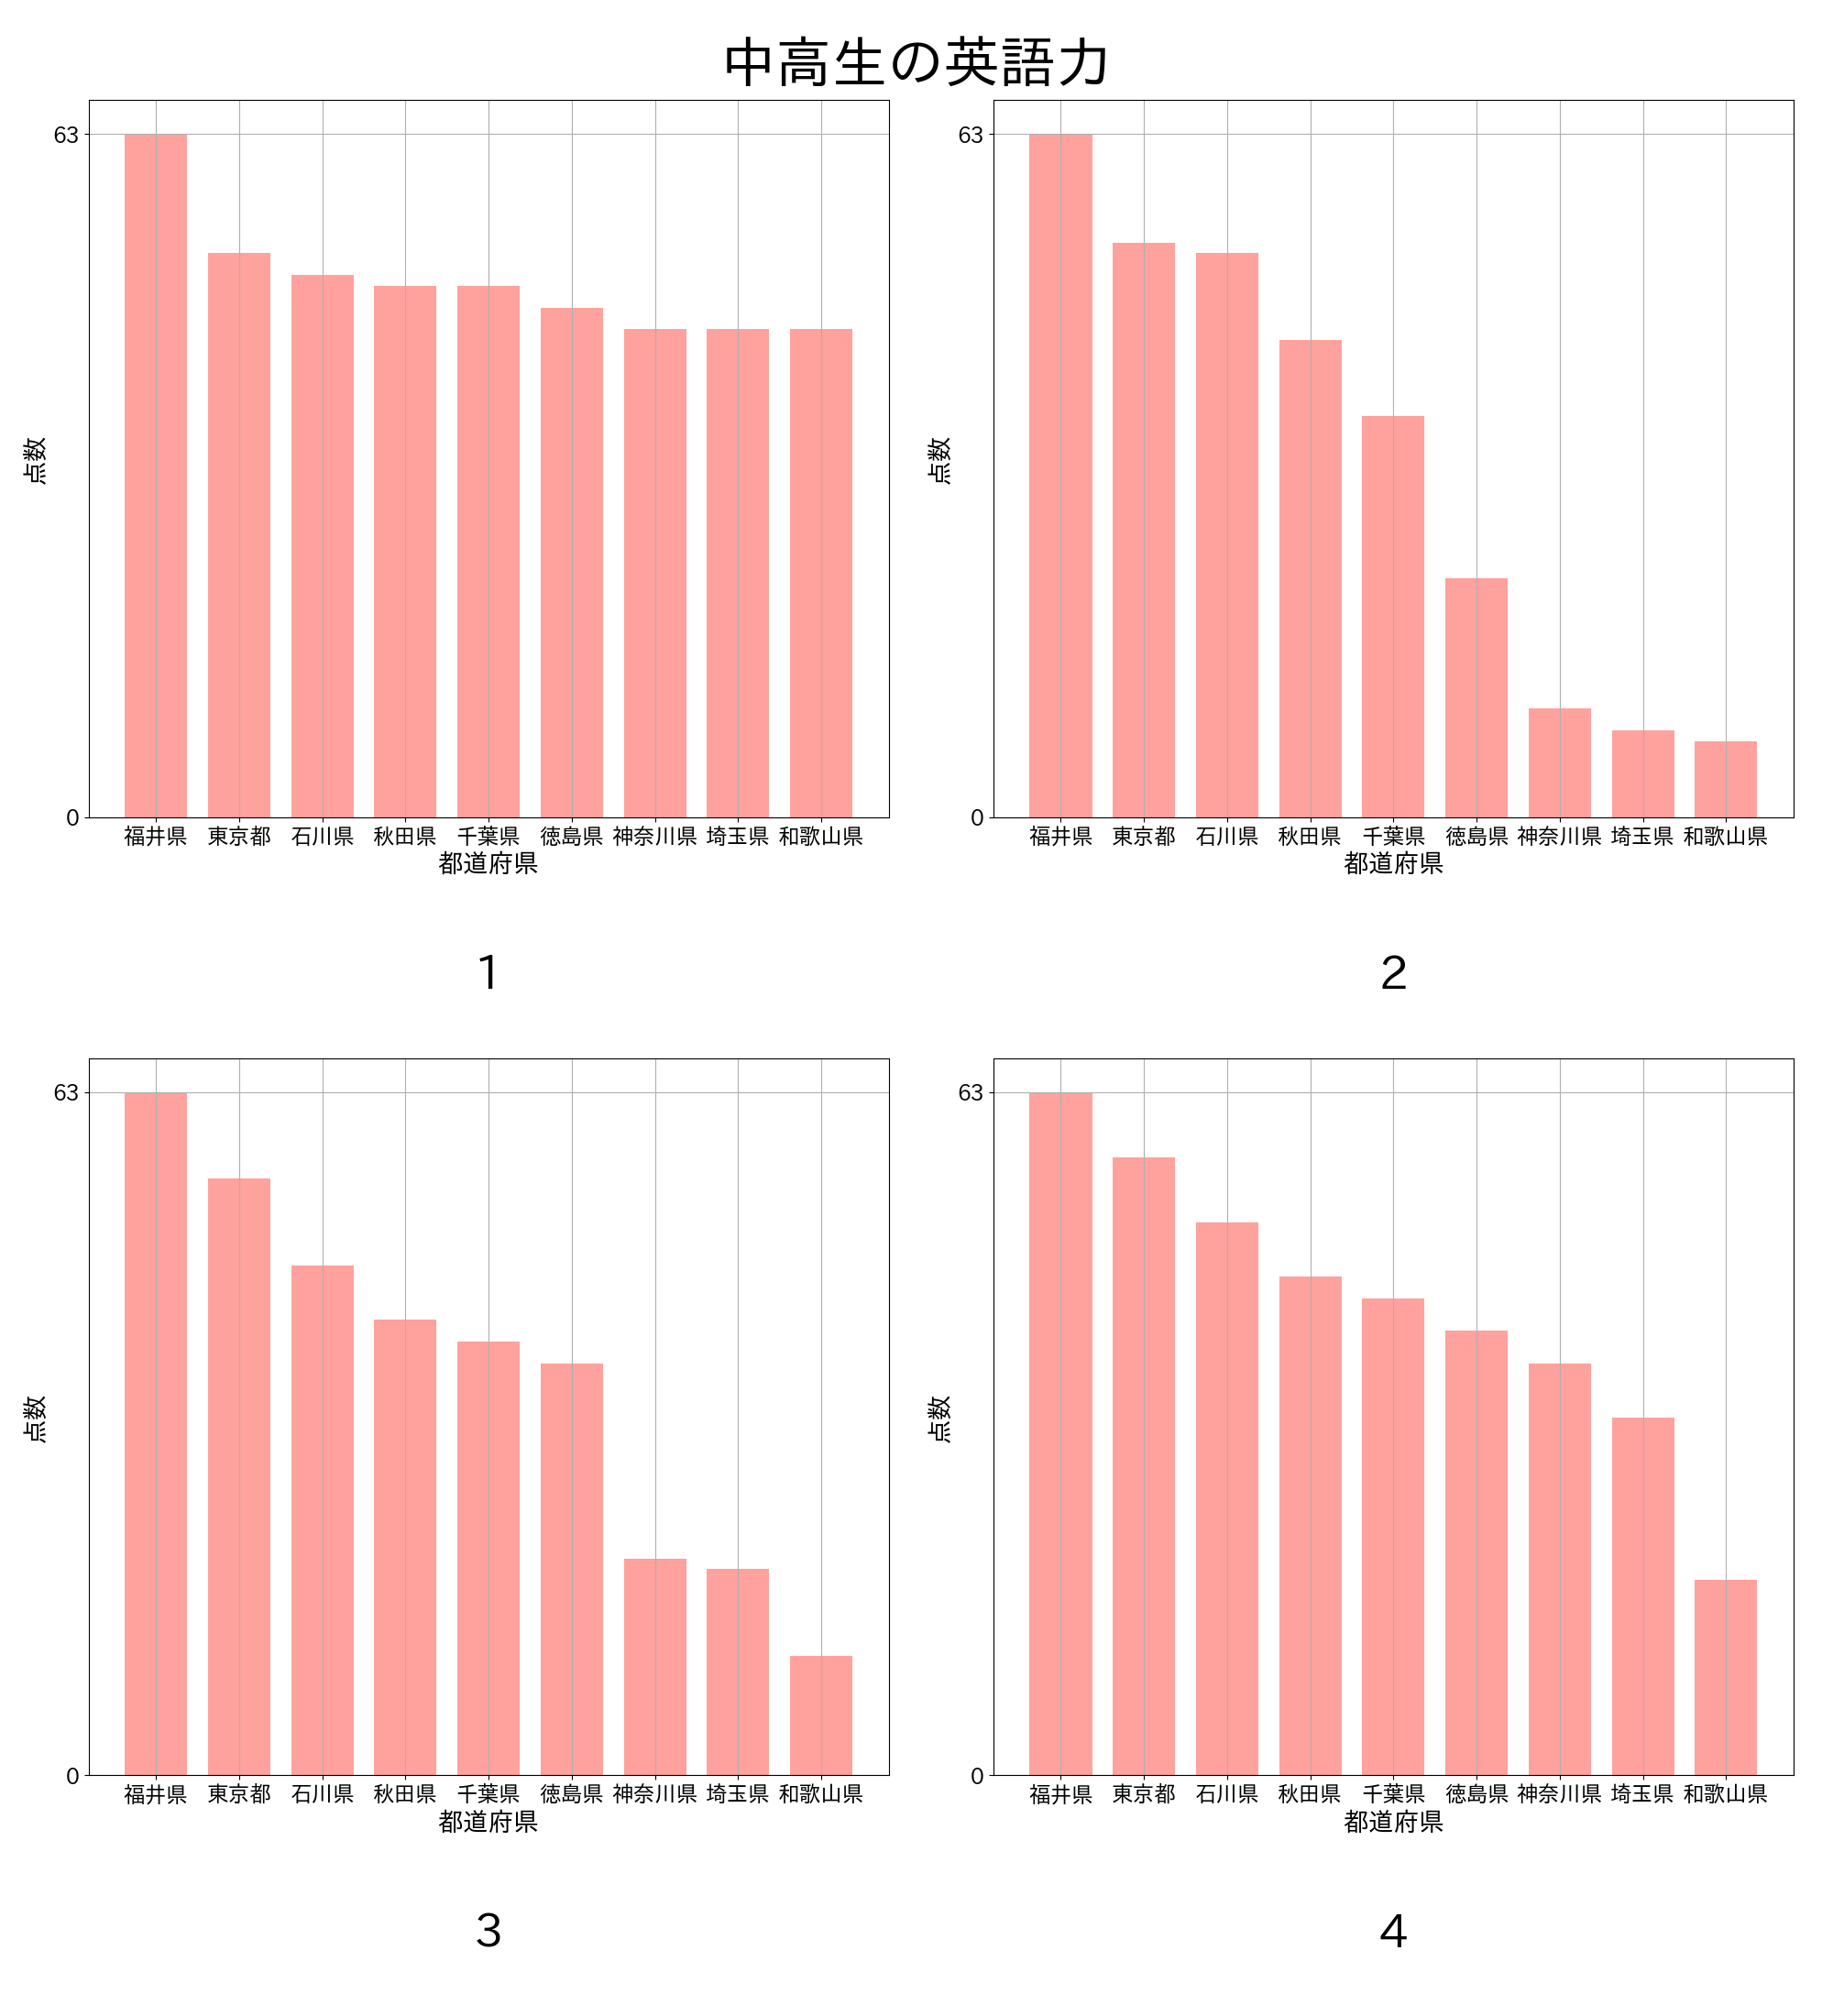 中高生の英語力
63
0
点数
福井県 東京都 石川県 秋田県 千葉県 徳島県 神奈川県 埼玉県 和歌山県
都道府県
1
63
0
点数
福井県 東京都 石川県 秋田県 千葉県 徳島県 神奈川県 埼玉県 和歌山県
都道府県
2
63
0
点数
福井県 東京都 石川県 秋田県 千葉県 徳島県 神奈川県 埼玉県 和歌山県
都道府県
3
63
0
点数
福井県 東京都 石川県 秋田県 千葉県 徳島県 神奈川県 埼玉県 和歌山県
都道府県
4